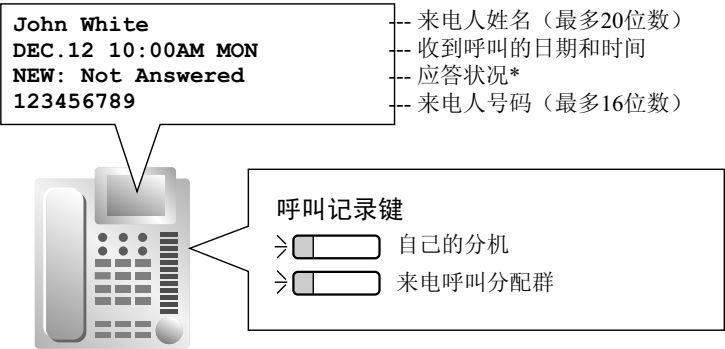 John White --- 来电人姓名（最多20位数）
DEC.12 10:00AM MON --- 收到呼叫的日期和时间
NEW: Not Answered --- 应答状况*
123456789 --- 来电人号码（最多16位数）
呼叫记录键
自己的分机
来电呼叫分配群